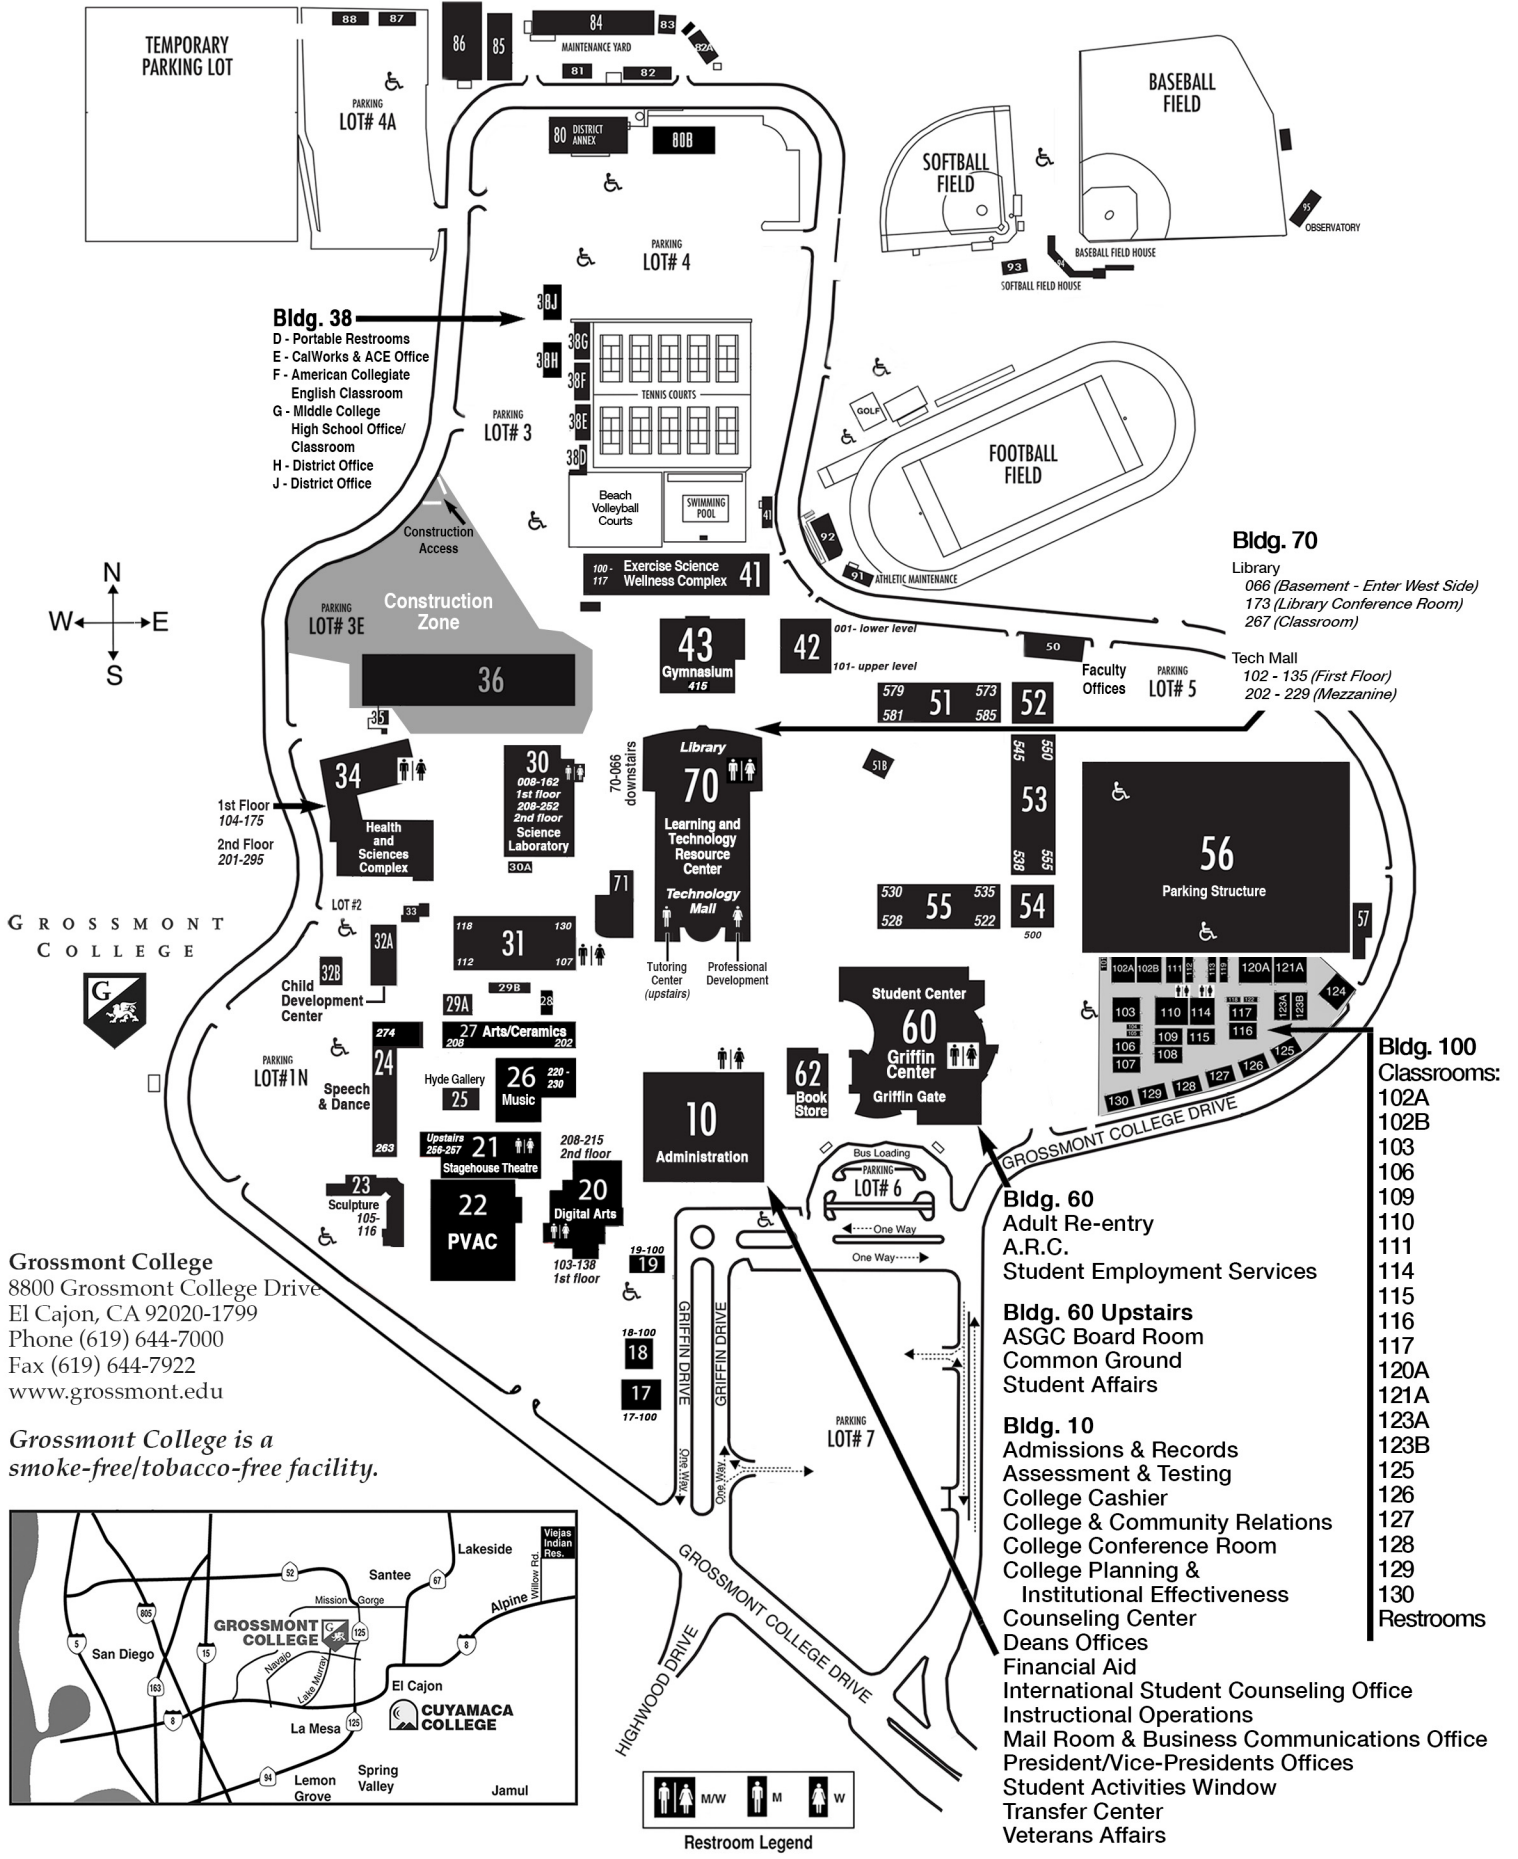 TEMPORARY
PARKING LOT
88
87
PARKING
LOT# 4A
86
85
84
83
82A
MAINTENANCE YARD
81
82
80 DISTRICT
ANNEX
80B
SOFTBALL
FIELD
BASEBALL
FIELD
95
OBSERVATORY
BASEBALL FIELD HOUSE
93
94
SOFTBALL FIELD HOUSE
PARKING
LOT# 4
Bldg. 38
D - Portable Restrooms
E - CalWorks & ACE Office
F - American Collegiate
English Classroom
G - Middle College
High School Office/
Classroom
H - District Office
J - District Office
38J
38H
38G
38F
38E
38D
TENNIS COURTS
PARKING
LOT# 3
Beach
Volleyball
Courts
SWIMMING
POOL
41
GOLF
FOOTBALL
FIELD
92
91
ATHLETIC MAINTENANCE
Construction
Access
100 -
117
Exercise Science
Wellness Complex
41
Construction
Zone
PARKING
LOT# 3E
N
W
E
S
36
35
43
Gymnasium
415
42
001- lower level
101- upper level
50
Faculty
Offices
PARKING
LOT# 5
Bldg. 70
Library
066 (Basement - Enter West Side)
173 (Library Conference Room)
267 (Classroom)
Tech Mall
102 - 135 (First Floor)
202 - 229 (Mezzanine)
579
573
51
581
585
52
51B
545
550
53
538
555
530
535
55
528
522
54
500
56
Parking Structure
57
34
Health
and
Sciences
Complex
1st Floor
104-175
2nd Floor
201-295
30
008-162
1st floor
208-252
2nd floor
Science
Laboratory
30A
70-066
downstairs
Library
70
Learning and
Technology
Resource
Center
Technology
Mall
71
Tutoring
Center
(upstairs)
Professional
Development
GROSSMONT
COLLEGE
G
LOT #2
33
32A
32B
Child
Development
Center
118
130
31
112
107
29B
29A
28
27 Arts/Ceramics
208
202
274
24
Speech
& Dance
263
PARKING
LOT#1N
Hyde Gallery
25
26
Music
220 -
230
Upstairs
256-257
21
Stagehouse Theatre
22
PVAC
23
Sculpture
105-
116
208-215
2nd floor
20
Digital Arts
103-138
1st floor
10
Administration
62
Book
Store
Student Center
60
Griffin
Center
Griffin Gate
101
102A
102B
111
112
113
119
120A
121A
124
103
110
114
118
122
117
123A
123B
104
105
106
109
115
116
107
108
125
126
127
128
129
130
GROSSMONT COLLEGE DRIVE
Bus Loading
PARKING
LOT# 6
One Way
One Way
19-100
19
18-100
18
17
17-100
GRIFFIN DRIVE
GRIFFIN DRIVE
One Way
One Way
PARKING
LOT# 7
GROSSMONT COLLEGE DRIVE
HIGHWOOD DRIVE
Bldg. 100
Classrooms:
102A
102B
103
106
109
110
111
114
115
116
117
120A
121A
123A
123B
125
126
127
128
129
130
Restrooms
Bldg. 60
Adult Re-entry
A.R.C.
Student Employment Services
Bldg. 60 Upstairs
ASGC Board Room
Common Ground
Student Affairs
Bldg. 10
Admissions & Records
Assessment & Testing
College Cashier
College & Community Relations
College Conference Room
College Planning &
Institutional Effectiveness
Counseling Center
Deans Offices
Financial Aid
International Student Counseling Office
Instructional Operations
Mail Room & Business Communications Office
President/Vice-Presidents Offices
Student Activities Window
Transfer Center
Veterans Affairs
Grossmont College
8800 Grossmont College Drive
El Cajon, CA 92020-1799
Phone (619) 644-7000
Fax (619) 644-7922
www.grossmont.edu
Grossmont College is a
smoke-free/tobacco-free facility.
Viejas
Indian
Res.
Lakeside
52
Santee
67
Willow Rd.
Alpine
805
Mission Gorge
GROSSMONT
COLLEGE
G
125
5
San Diego
15
8
Navajo
Lake Murray
163
El Cajon
8
La Mesa
125
CUYAMACA
COLLEGE
94
Lemon
Grove
Spring
Valley
Jamul
M/W
M
W
Restroom Legend